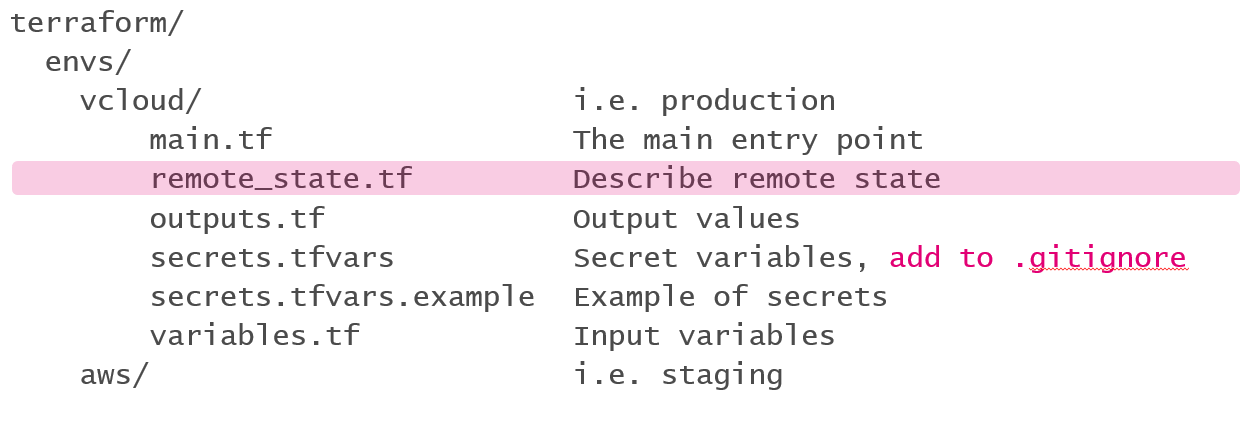 terraform/
envs/
vcloud/ i.e. production
main.tf The main entry point
remote_state.tf Describe remote state
outputs.tf Output values
secrets.tfvars Secret variables, add to .gitignore
secrets.tfvars.example Example of secrets
variables.tf Input variables
aws/ i.e. staging